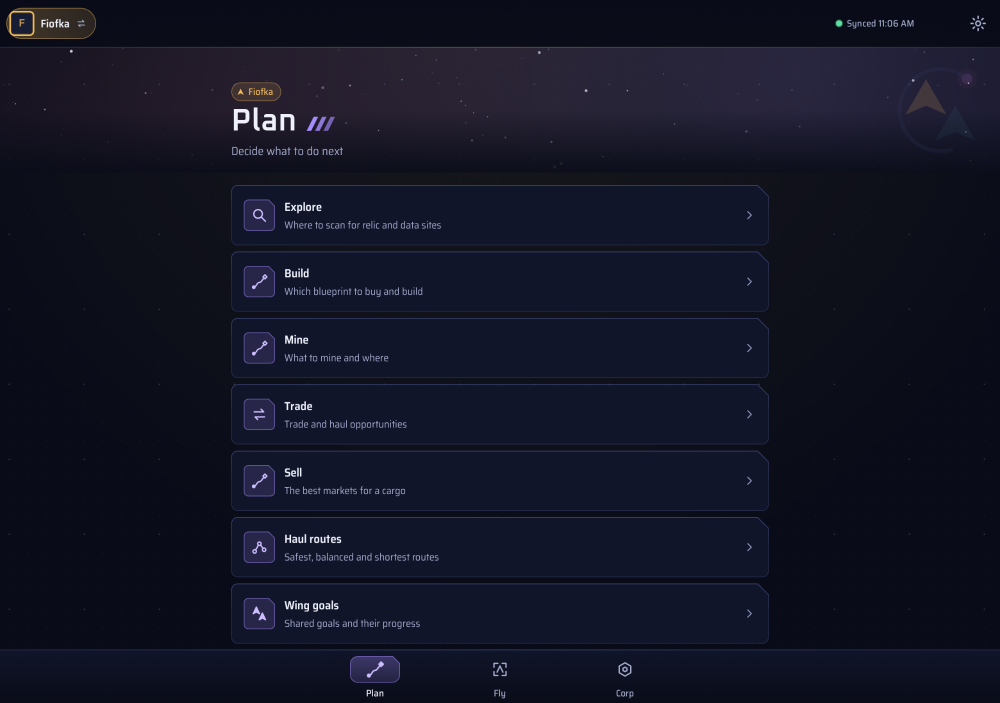 F Fiofka
Synced 11:06 AM
Fiofka
Plan
Decide what to do next
Explore
Where to scan for relic and data sites
Build
Which blueprint to buy and build
Mine
What to mine and where
Trade
Trade and haul opportunities
Sell
The best markets for a cargo
Haul routes
Safest, balanced and shortest routes
Wing goals
Shared goals and their progress
Plan Fly Corp